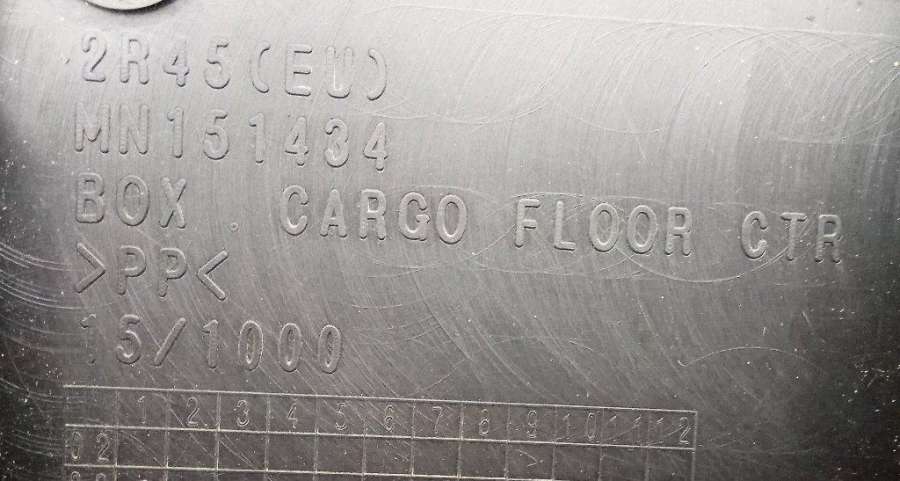 2R45(EU)
MN151434
BOX . CARGO FLOOR CTR
>PP<
15/1000
1 2 3 4 5 6 7 8 9 10 11 12
02